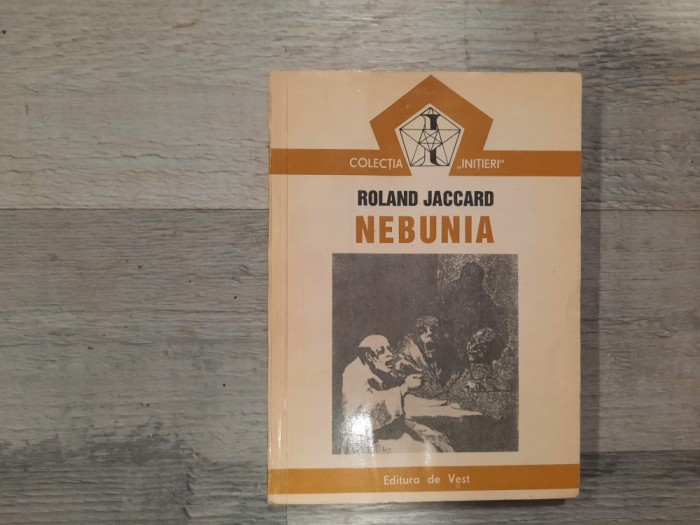 COLECȚIA „INIȚIERI"
ROLAND JACCARD
NEBUNIA
Editura de Vest